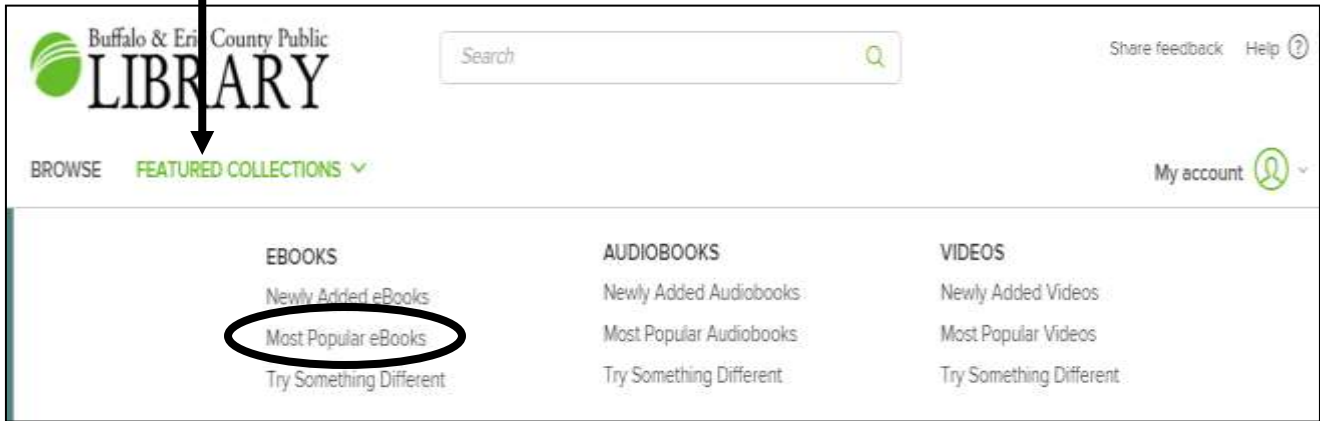 Buffalo & Erie County Public
LIBRARY
Search
Share feedback Help ?
BROWSE FEATURED COLLECTIONS
My account
EBOOKS
Newly Added eBooks
Most Popular eBooks
Try Something Different
AUDIOBOOKS
Newly Added Audiobooks
Most Popular Audiobooks
Try Something Different
VIDEOS
Newly Added Videos
Most Popular Videos
Try Something Different